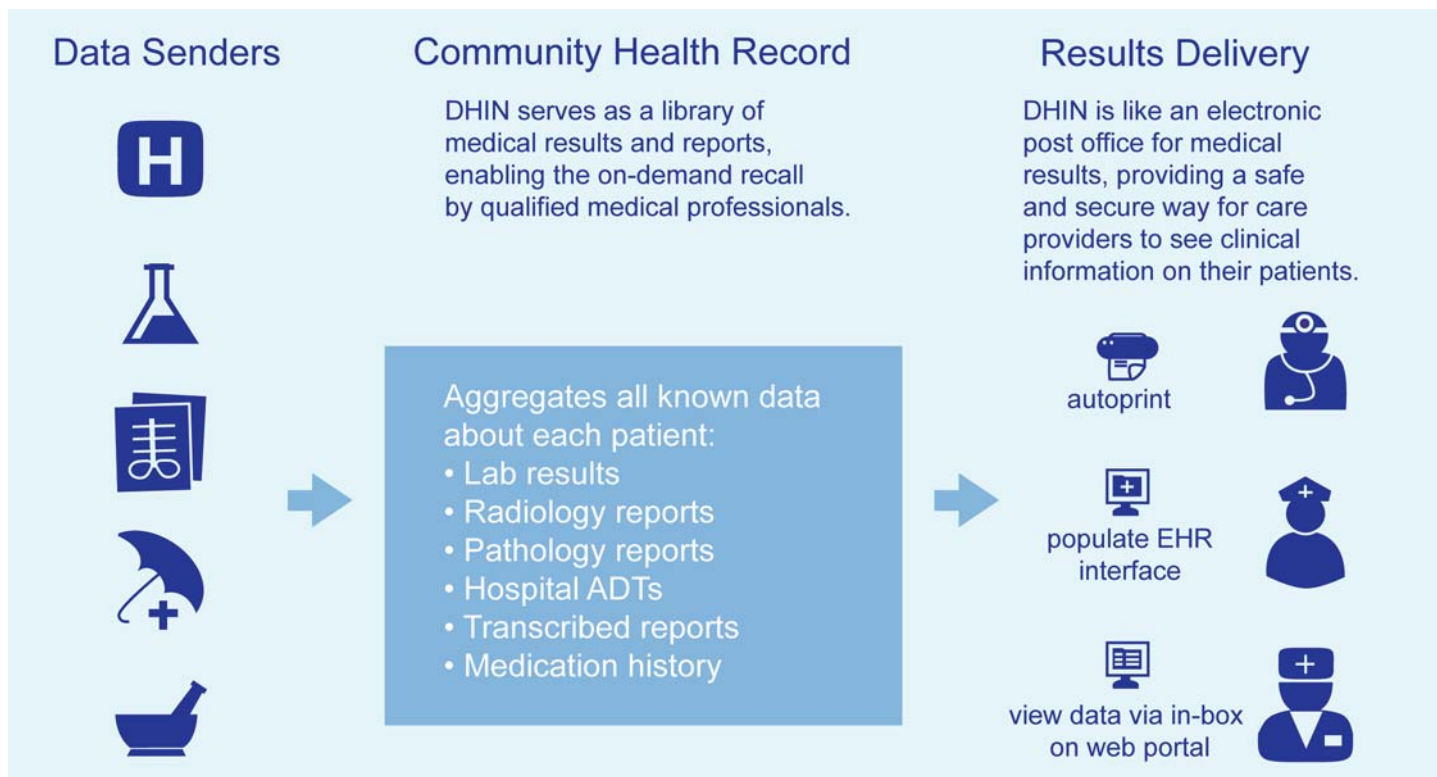 Data Senders
H
Community Health Record
DHIN serves as a library of
medical results and reports,
enabling the on-demand recall
by qualified medical professionals.
Aggregates all known data
about each patient:
• Lab results
• Radiology reports
• Pathology reports
• Hospital ADTs
• Transcribed reports
• Medication history
Results Delivery
DHIN is like an electronic
post office for medical
results, providing a safe
and secure way for care
providers to see clinical
information on their patients.
autoprint
populate EHR
interface
view data via in-box
on web portal